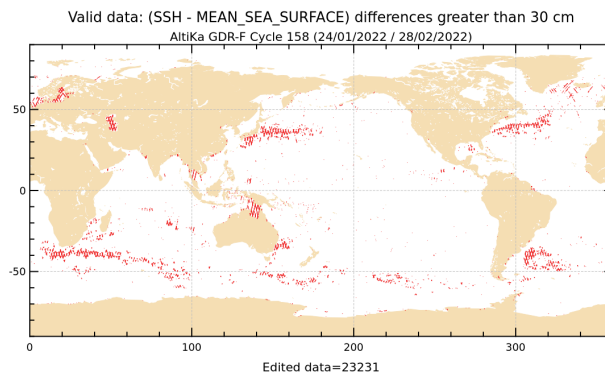 Valid data: (SSH - MEAN_SEA_SURFACE) differences greater than 30 cm
AltiKa GDR-F Cycle 158 (24/01/2022 / 28/02/2022)
50
0
-50
0 100 200 300
Edited data=23231